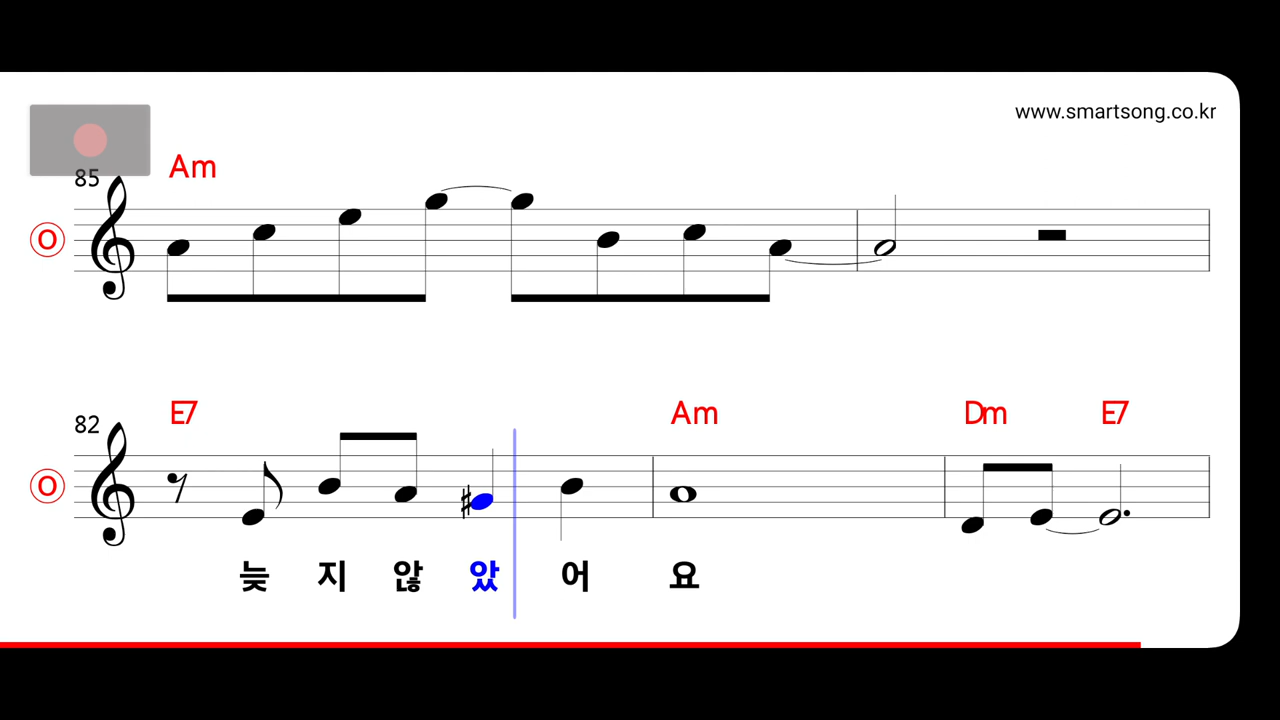 www.smartsong.co.kr
85 Am
O
82 E7 Am Dm E7
O
늦 지 않 았 어 요